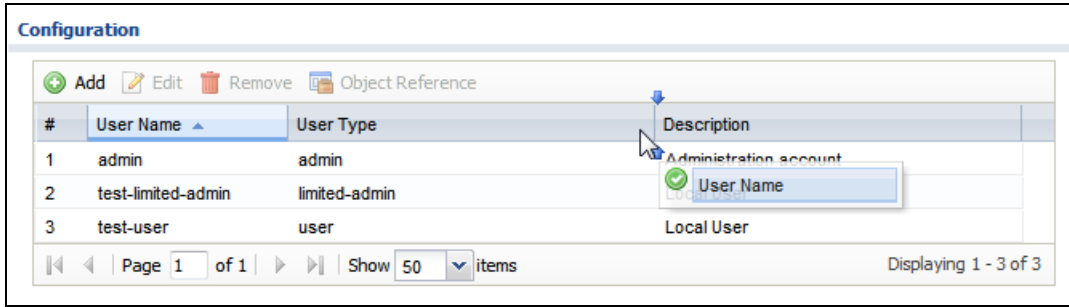 Configuration
Add Edit Remove Object Reference
# User Name User Type Description
1 admin admin Administration account
2 test-limited-admin limited-admin Local User
User Name
3 test-user user Local User
Page 1 of 1 Show 50 items Displaying 1 - 3 of 3